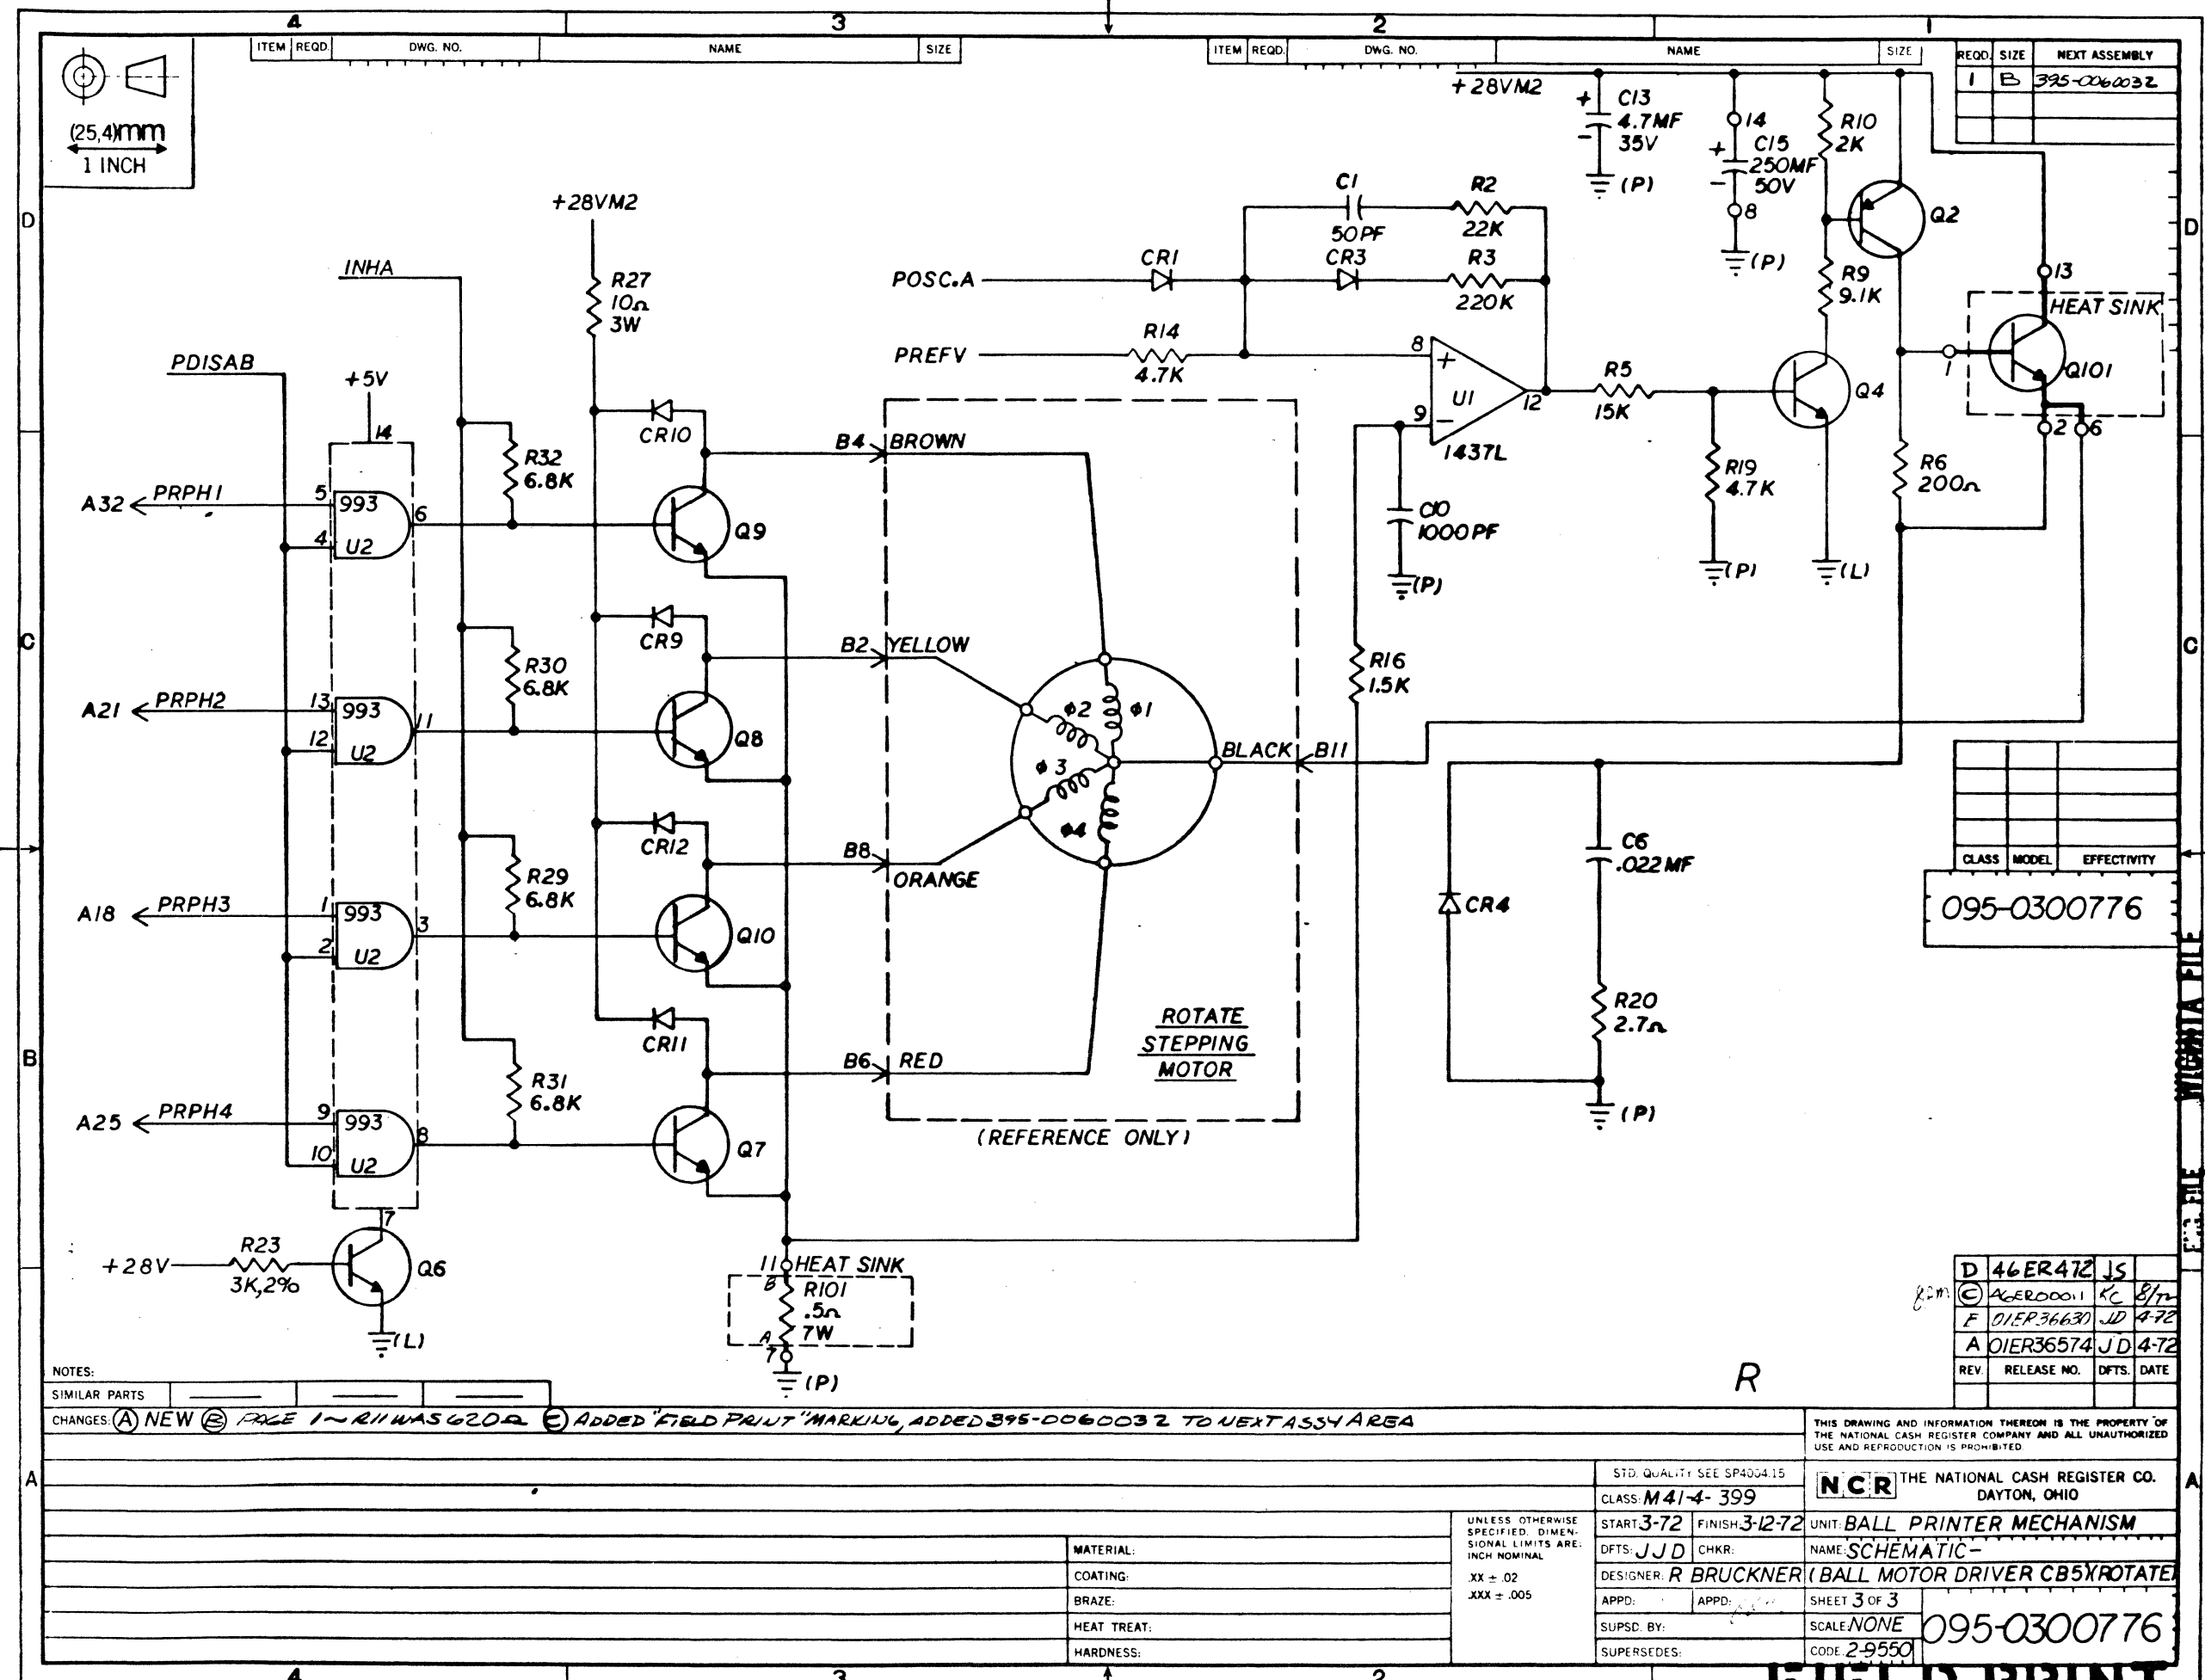 4 3 2 1
ITEM REQD. DWG. NO. NAME SIZE
ITEM REQD. DWG. NO. NAME SIZE
REQD. SIZE NEXT ASSEMBLY
1 B 395-0060032
(25,4)mm
1 INCH
+28VM2
C13
4.7MF
35V
+
-
(P)
14
C15
250MF
50V
+
-
8
(P)
R10
2K
Q2
R9
9.1K
13
HEAT SINK
Q101
1
2 6
Q4
R6
200Ω
(L)
D
D
+28VM2
R27
10Ω
3W
INHA
PDISAB
+5V
14
C1
50PF
R2
22K
POSC.A
CR1
CR3
R3
220K
PREFV
R14
4.7K
8
+
U1
12
9
-
1437L
R5
15K
R19
4.7K
(P)
C10
1000PF
(P)
R16
1.5K
A32 PRPH1
5
993
6
4
U2
R32
6.8K
CR10
Q9
B4 BROWN
C
C
A21 PRPH2
13
993
11
12
U2
R30
6.8K
CR9
Q8
B2 YELLOW
ø2
ø1
ø3
ø4
BLACK B11
A18 PRPH3
1
993
3
2
U2
R29
6.8K
CR12
Q10
B8
ORANGE
B
A25 PRPH4
9
993
8
10
U2
R31
6.8K
CR11
Q7
B6 RED
ROTATE
STEPPING
MOTOR
(REFERENCE ONLY)
CR4
C6
.022MF
R20
2.7Ω
(P)
CLASS MODEL EFFECTIVITY
095-0300776
WICHITA FILE
7
+28V
R23
3K,2%
Q6
(L)
11 HEAT SINK
B
R101
.5Ω
7W
A
7
(P)
R
D 46ER472 JS
C AGER00011 KC 8/72
F 01ER36630 JD 4-72
A 01ER36574 JD 4-72
REV. RELEASE NO. DFTS. DATE
NOTES:
SIMILAR PARTS
CHANGES: A NEW B PAGE 1~R11 WAS 620Ω C ADDED "FIELD PRINT" MARKING, ADDED 395-0060032 TO NEXT ASSY AREA
THIS DRAWING AND INFORMATION THEREON IS THE PROPERTY OF
THE NATIONAL CASH REGISTER COMPANY AND ALL UNAUTHORIZED
USE AND REPRODUCTION IS PROHIBITED
A
A
STD. QUALITY SEE SP4004.15
CLASS: M41-4-399
NCR THE NATIONAL CASH REGISTER CO.
DAYTON, OHIO
UNLESS OTHERWISE
SPECIFIED, DIMEN-
SIONAL LIMITS ARE:
INCH NOMINAL
.XX ± .02
.XXX ± .005
START: 3-72 FINISH: 3-12-72 UNIT: BALL PRINTER MECHANISM
MATERIAL:
DFTS: JJD CHKR: NAME: SCHEMATIC-
COATING:
DESIGNER: R BRUCKNER (BALL MOTOR DRIVER CB5)(ROTATE)
BRAZE:
APPD: APPD: SHEET 3 OF 3
HEAT TREAT:
SUPSD. BY: SCALE: NONE
095-0300776
HARDNESS:
SUPERSEDES: CODE: 2-9550
4 3 2
FIELD PRINT